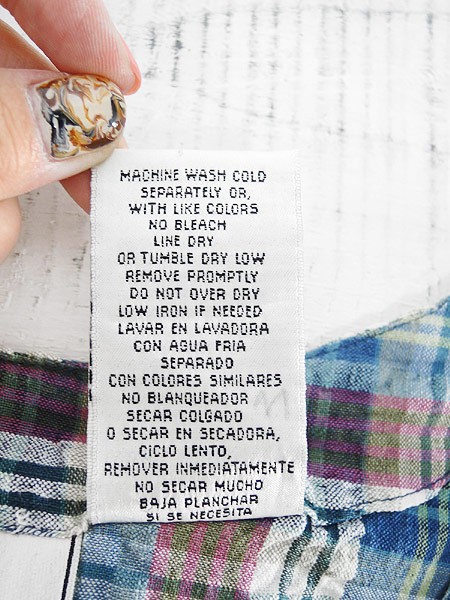 MACHINE WASH COLD
SEPARATELY OR,
WITH LIKE COLORS
NO BLEACH
LINE DRY
OR TUMBLE DRY LOW
REMOVE PROMPTLY
DO NOT OVER DRY
LOW IRON IF NEEDED
LAVAR EN LAVADORA
CON AGUA FRIA
SEPARADO
CON COLORES SIMILARES
NO BLANQUEADOR
SECAR COLGADO
O SECAR EN SECADORA,
CICLO LENTO,
REMOVER INMEDIATAMENTE
NO SECAR MUCHO
BAJA PLANCHAR
SI SE NECESITA